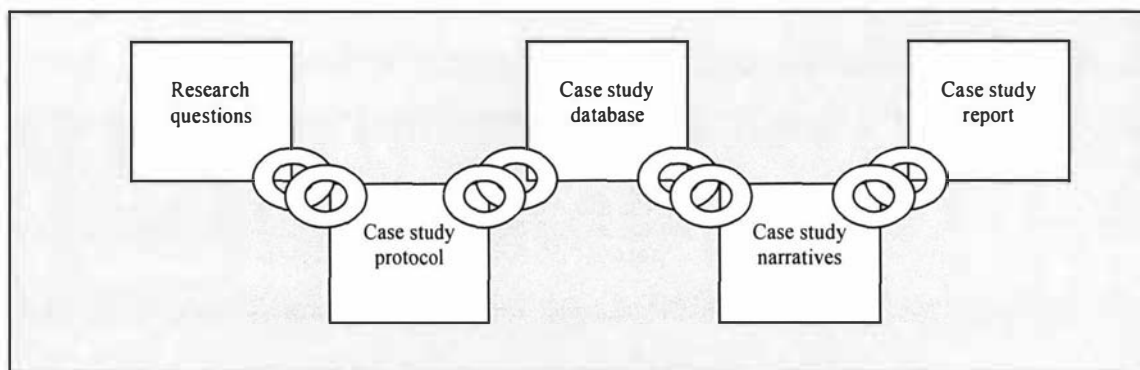 Research
questions
Case study
protocol
Case study
database
Case study
narratives
Case study
report